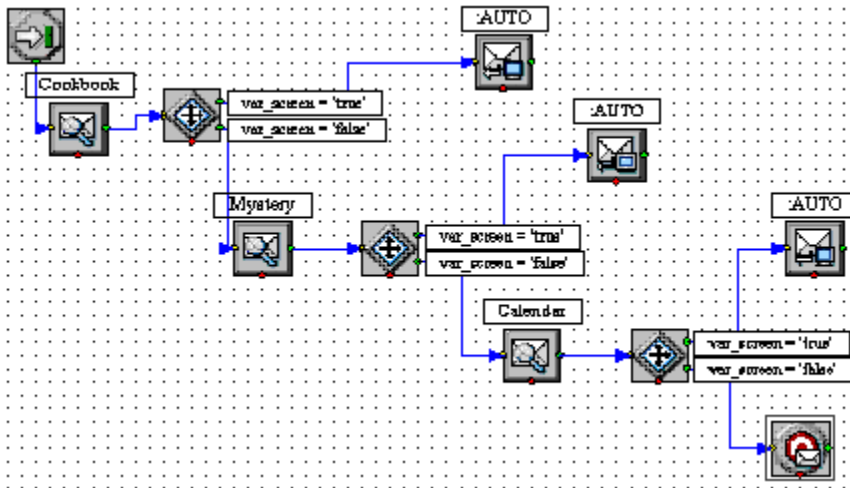 :AUTO
Cookbook
var_screen = 'true'
var_screen = 'false'
:AUTO
Mystery
var_screen = 'true'
var_screen = 'false'
:AUTO
Calendar
var_screen = 'true'
var_screen = 'false'